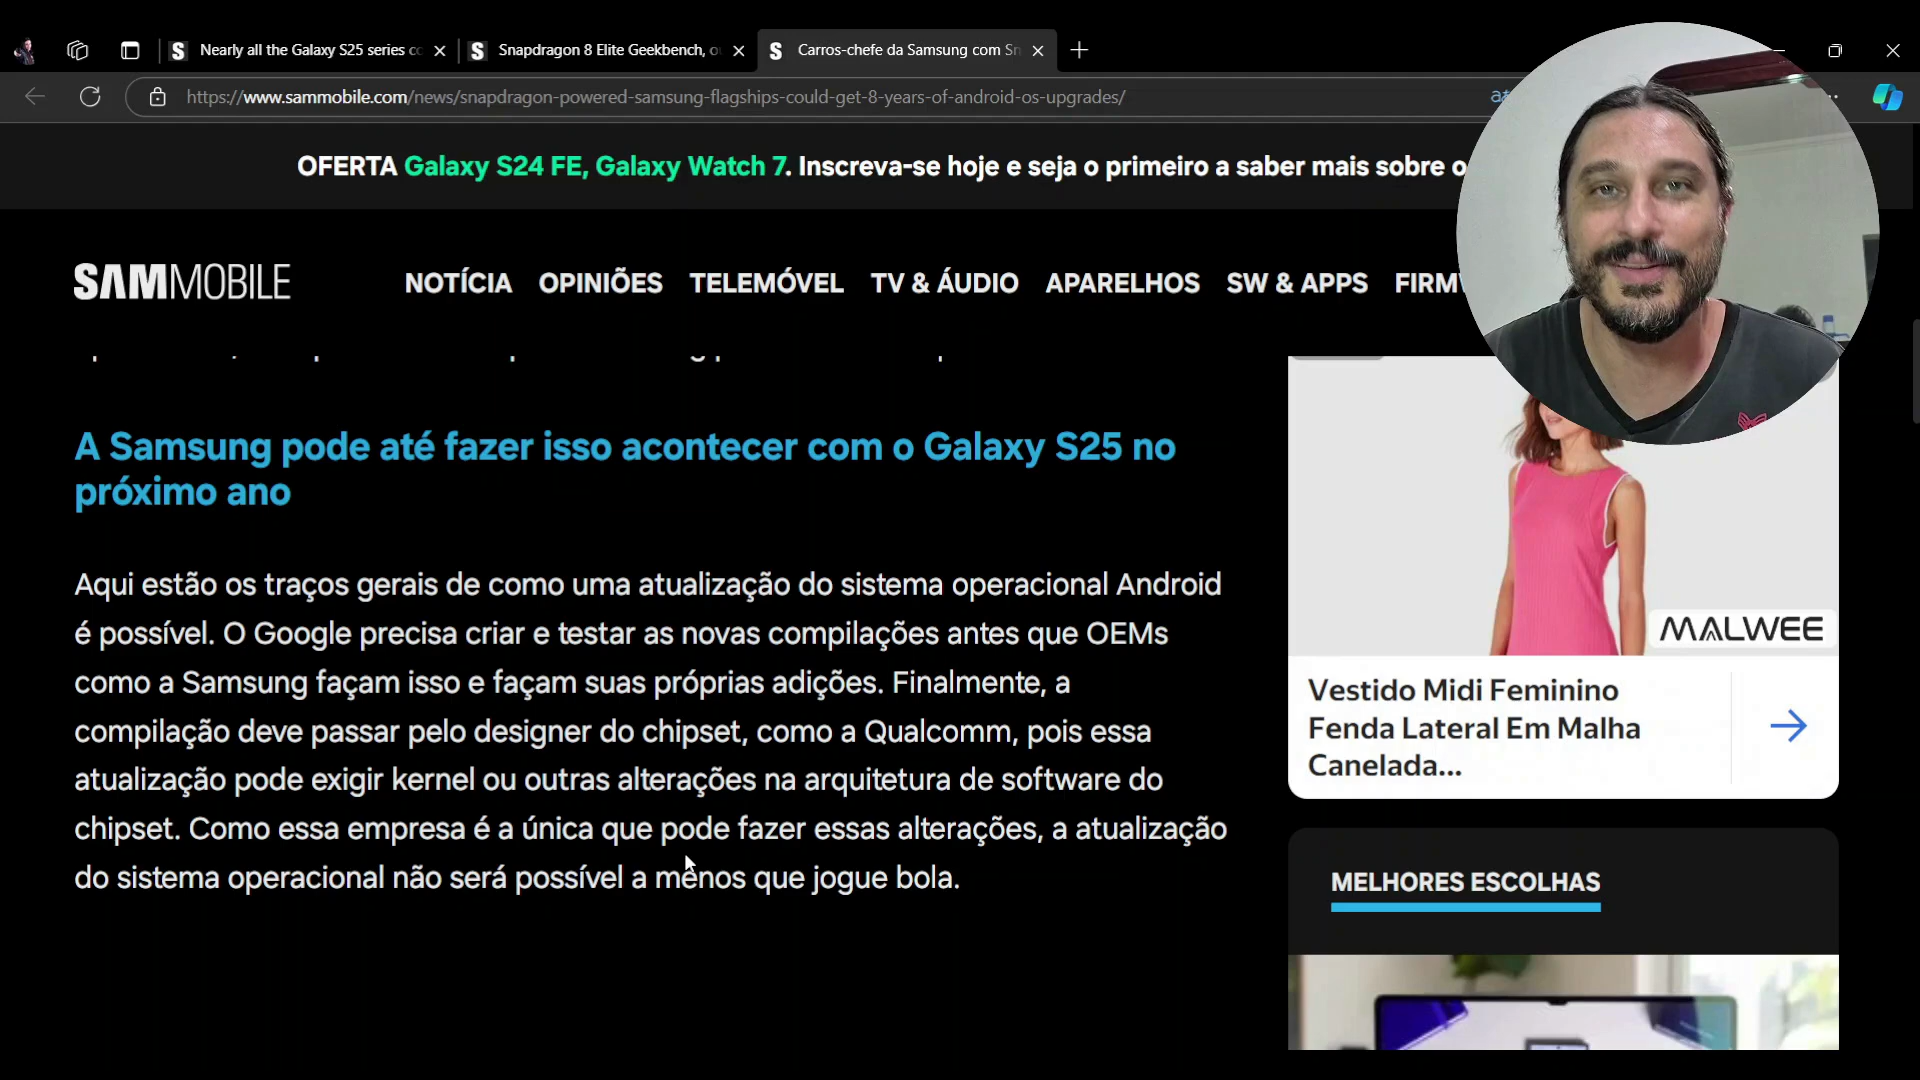 Nearly all the Galaxy S25 series co
Snapdragon 8 Elite Geekbench, o
Carros-chefe da Samsung com Sn
https://www.sammobile.com/news/snapdragon-powered-samsung-flagships-could-get-8-years-of-android-os-upgrades/
OFERTA Galaxy S24 FE, Galaxy Watch 7. Inscreva-se hoje e seja o primeiro a saber mais sobre o
SAMMOBILE
NOTÍCIA OPINIÕES TELEMÓVEL TV & ÁUDIO APARELHOS SW & APPS FIRM
A Samsung pode até fazer isso acontecer com o Galaxy S25 no
próximo ano
Aqui estão os traços gerais de como uma atualização do sistema operacional Android
é possível. O Google precisa criar e testar as novas compilações antes que OEMs
como a Samsung façam isso e façam suas próprias adições. Finalmente, a
compilação deve passar pelo designer do chipset, como a Qualcomm, pois essa
atualização pode exigir kernel ou outras alterações na arquitetura de software do
chipset. Como essa empresa é a única que pode fazer essas alterações, a atualização
do sistema operacional não será possível a menos que jogue bola.
MALWEE
Vestido Midi Feminino
Fenda Lateral Em Malha
Canelada...
MELHORES ESCOLHAS